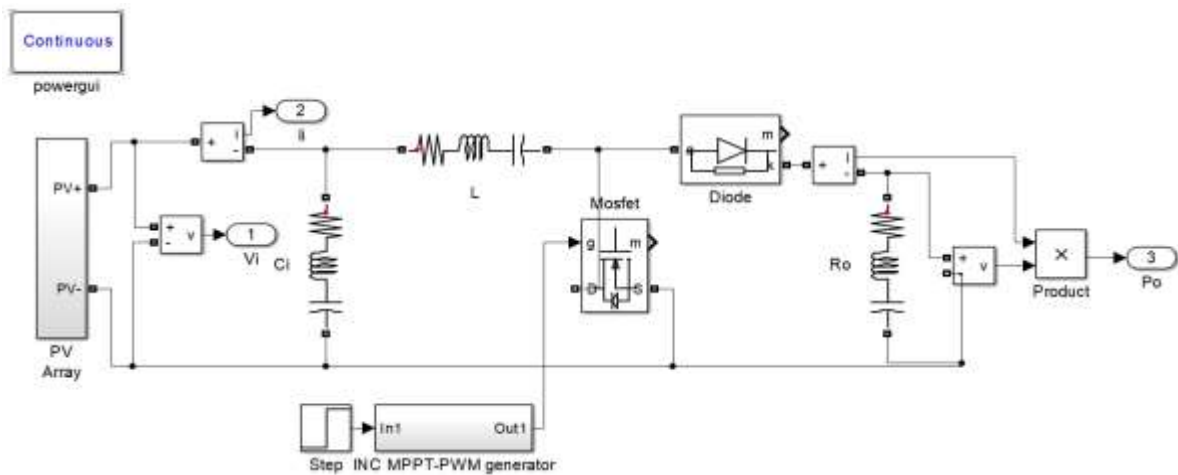 Continuous
powergui
2
Ii
+
i
-
PV+
PV-
PV
Array
+
-
v
1
Vi
Ci
L
Mosfet
g
m
D
S
a
k
m
Diode
+
i
-
Ro
+
-
v
×
Product
3
Po
Step
In1
Out1
INC MPPT-PWM generator